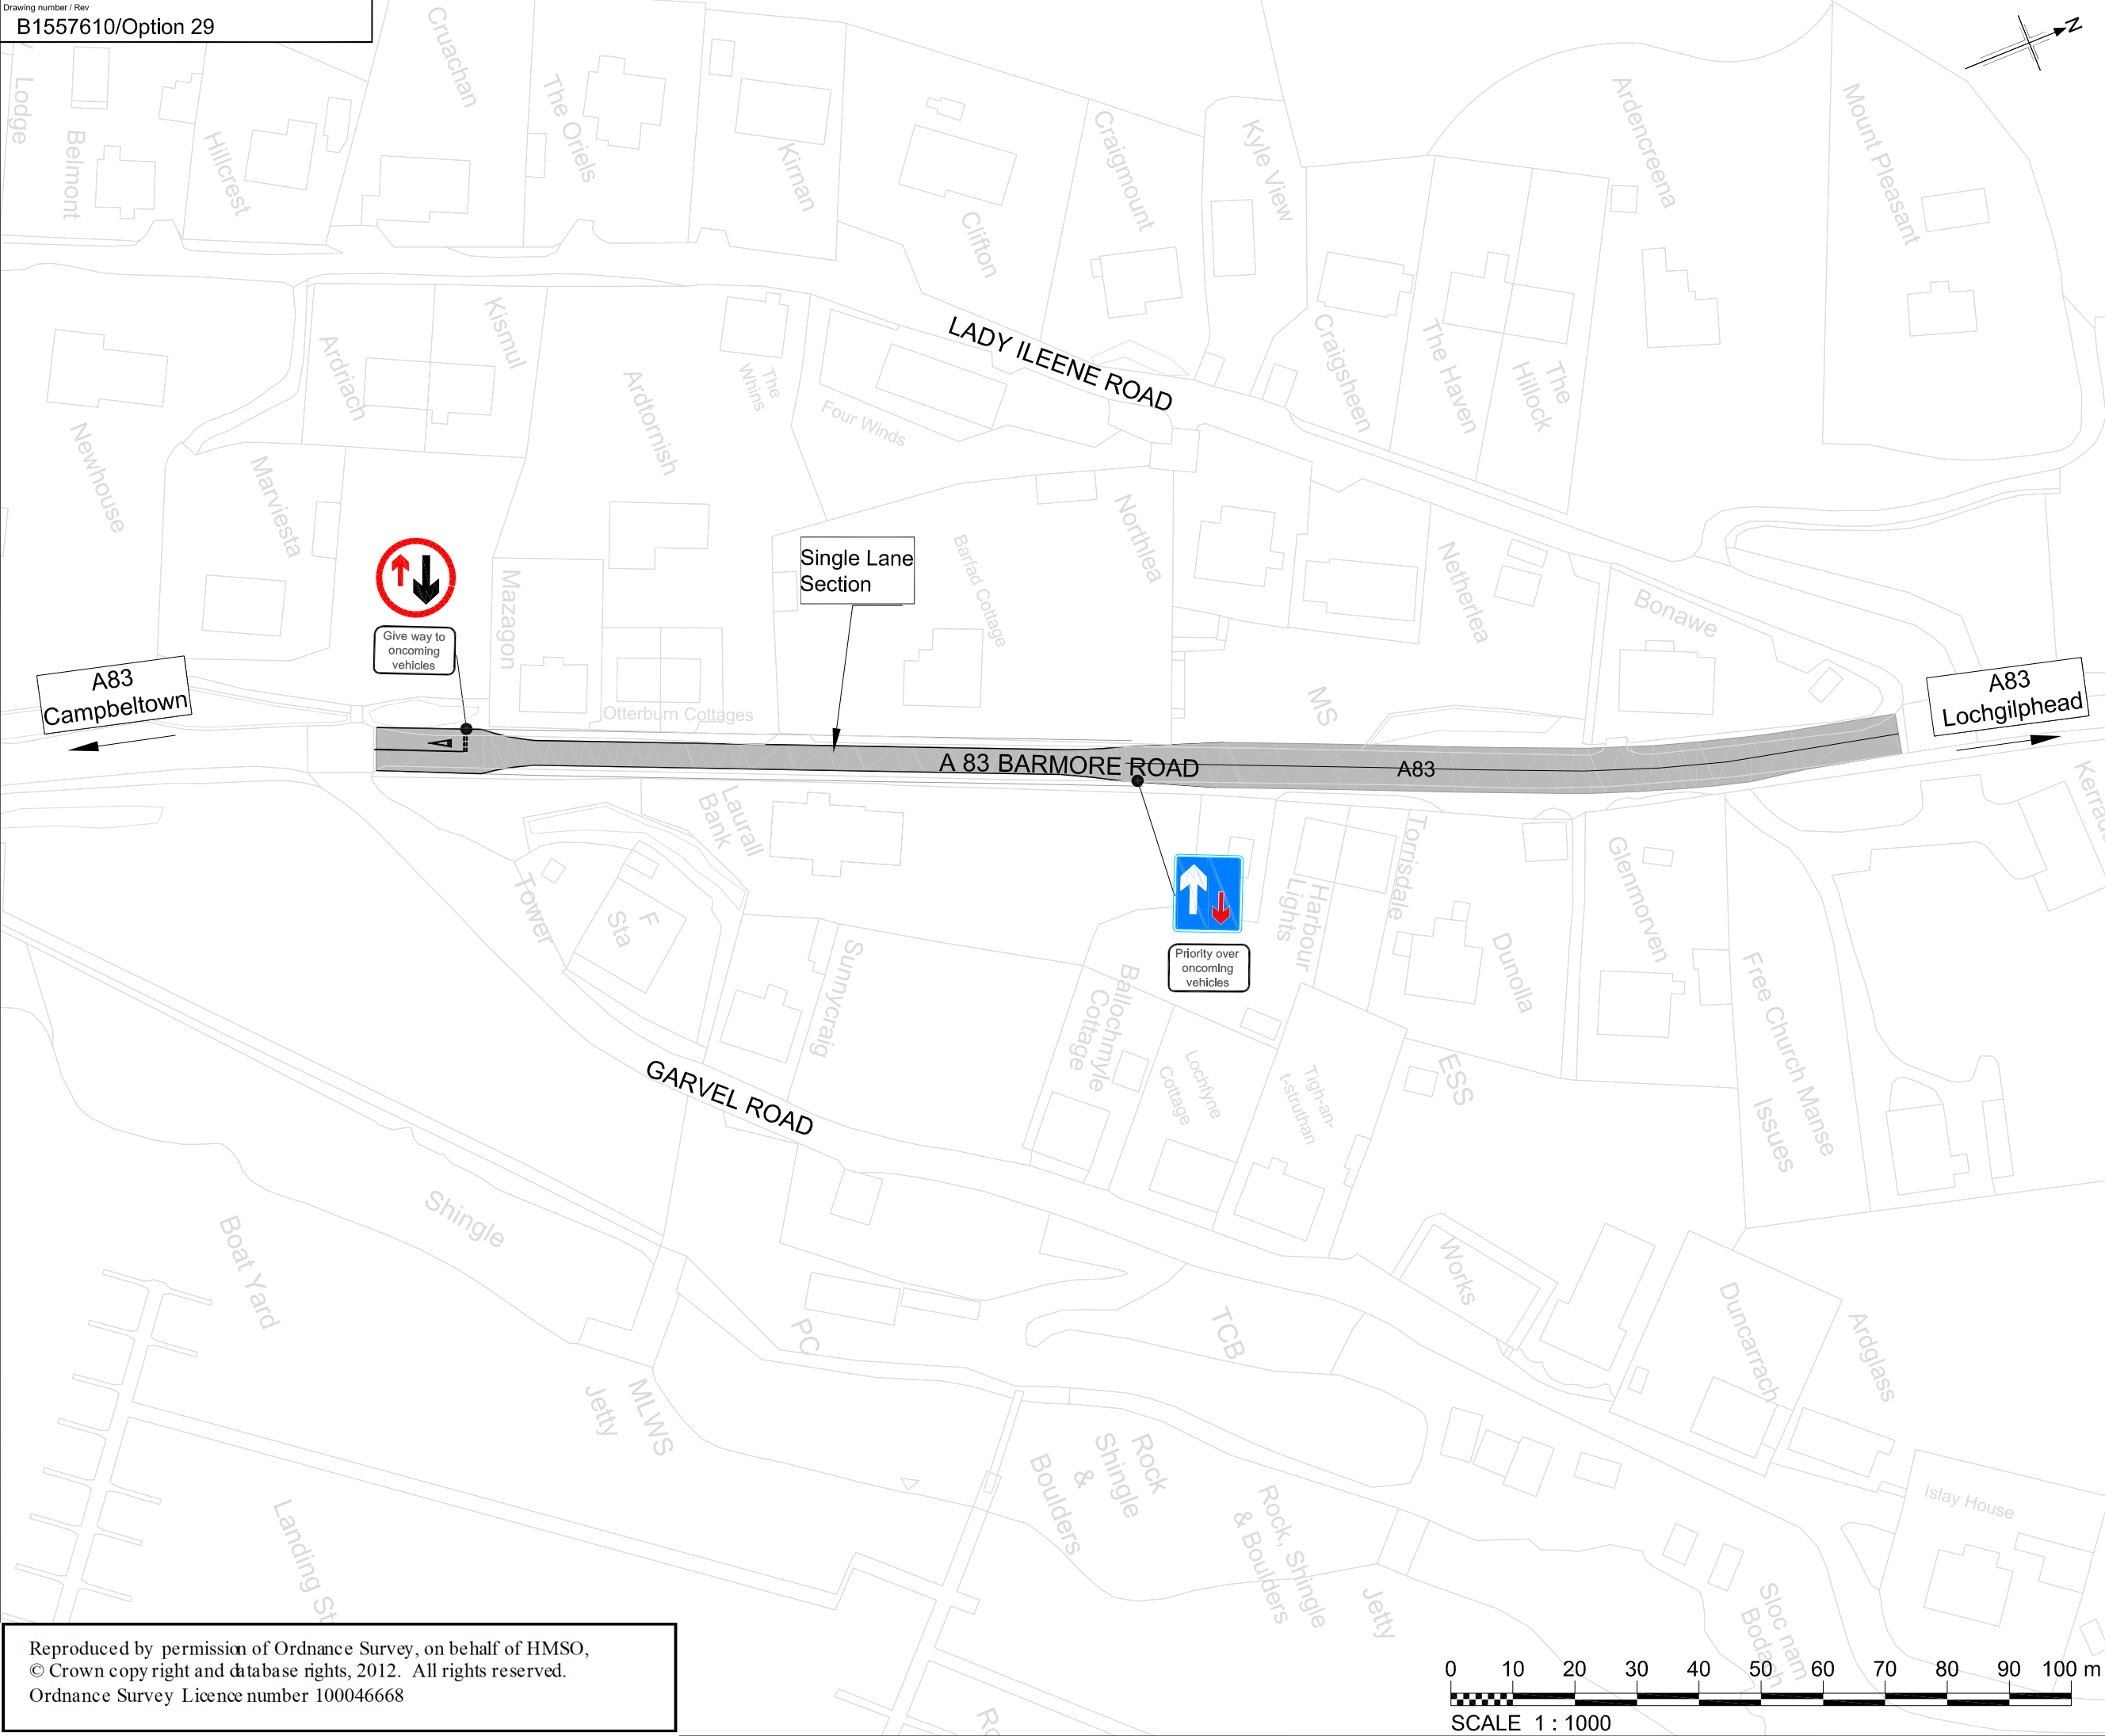 Drawing number / Rev
B1557610/Option 29
N
Lodge
Belmont
Hillcrest
Cruachan
The Oriels
Kirnan
Clifton
Craigmount
Kyle View
Ardencreena
Mount Pleasant
LADY ILEENE ROAD
Newhouse
Marviesta
Ardriach
Kismul
Ardtornish
The
Whins
Four Winds
Craigsheen
The Haven
The
Hillock
Northlea
Barfad Cottage
Netherlea
Bonawe
MS
Mazagon
Otterburn Cottages
Single Lane
Section
Give way to
oncoming
vehicles
A83
Campbeltown
A83
Lochgilphead
A 83 BARMORE ROAD
A83
Priority over
oncoming
vehicles
Laurall
Bank
Tower
F
Sta
Sunnycraig
Harbour
Lights
Torrisdale
Dunolla
Glenmorven
Free Church Manse
Issues
Ballochmyle
Cottage
Lochfyne
Cottage
Tigh-an-
t-struthan
ESS
GARVEL ROAD
Shingle
Boat Yard
PC
TCB
Works
Duncarrach
Ardglass
Jetty
MLWS
Rock
Shingle
&
Boulders
Rock, Shingle
& Boulders
Jetty
Landing
Islay House
Sloc nam
Bodach
Reproduced by permission of Ordnance Survey, on behalf of HMSO,
© Crown copyright and database rights, 2012. All rights reserved.
Ordnance Survey Licence number 100046668
0 10 20 30 40 50 60 70 80 90 100 m
SCALE 1 : 1000